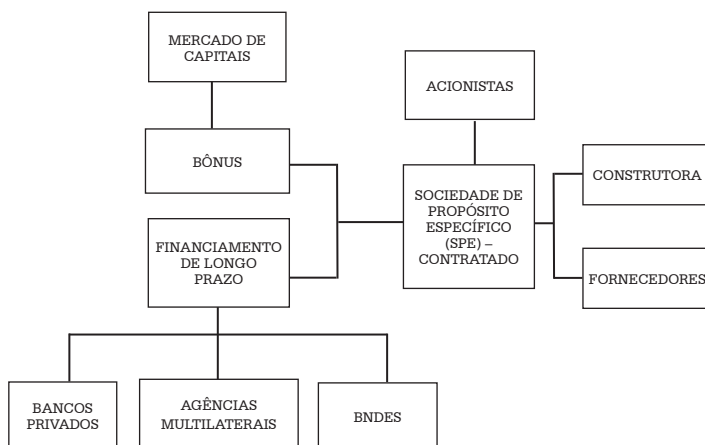 MERCADO DE
CAPITAIS
ACIONISTAS
BÔNUS
CONSTRUTORA
SOCIEDADE DE
PROPÓSITO
ESPECÍFICO
(SPE) –
CONTRATADO
FINANCIAMENTO
DE LONGO
PRAZO
FORNECEDORES
BANCOS
PRIVADOS
AGÊNCIAS
MULTILATERAIS
BNDES